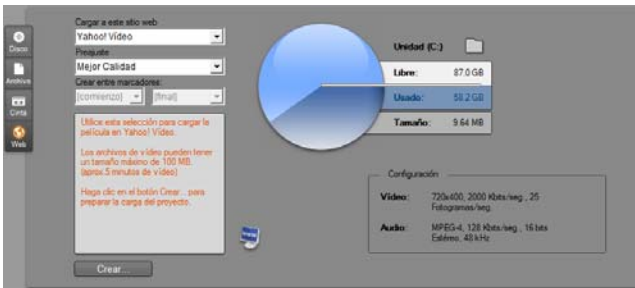 Cargar a este sitio web
Yahoo! Vídeo
Preajuste
Mejor Calidad
Crear entre marcadores:
[comienzo]
[final]
Utilice esta selección para cargar la
película en Yahoo! Vídeo.
Los archivos de vídeo pueden tener
un tamaño máximo de 100 MB.
(aprox.5 minutos de vídeo)
Haga clic en el botón Crear... para
preparar la carga del proyecto.
Crear...
Disco
Archivo
Cinta
Web
Unidad (C:)
Libre: 87.0 GB
Usado: 58.2 GB
Tamaño: 9.64 MB
Configuración
Vídeo: 720x400, 2000 Kbits/seg., 25
Fotogramas/seg.
Audio: MPEG-4, 128 Kbits/seg., 16 bits
Estéreo, 48 kHz